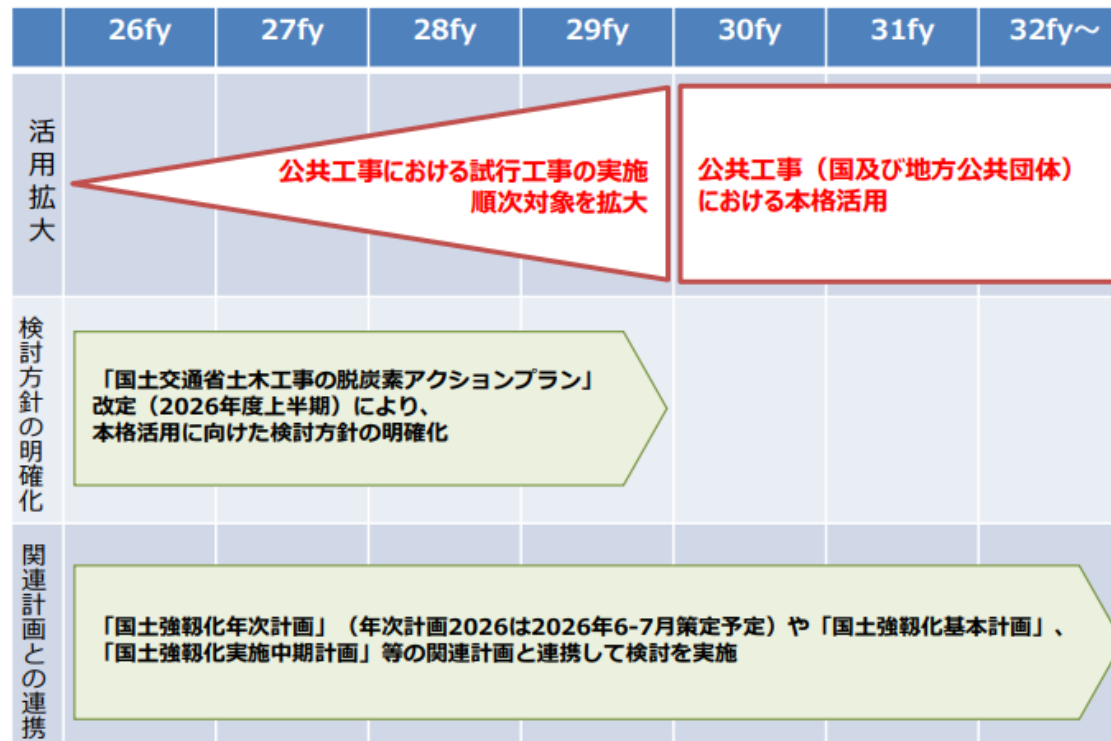 26fy 27fy 28fy 29fy 30fy 31fy 32fy～
活用拡大
公共工事における試行工事の実施
順次対象を拡大
公共工事（国及び地方公共団体）
における本格活用
検討方針の明確化
「国土交通省土木工事の脱炭素アクションプラン」
改定（2026年度上半期）により、
本格活用に向けた検討方針の明確化
関連計画との連携
「国土強靱化年次計画」（年次計画2026は2026年6-7月策定予定）や「国土強靱化基本計画」、
「国土強靱化実施中期計画」等の関連計画と連携して検討を実施